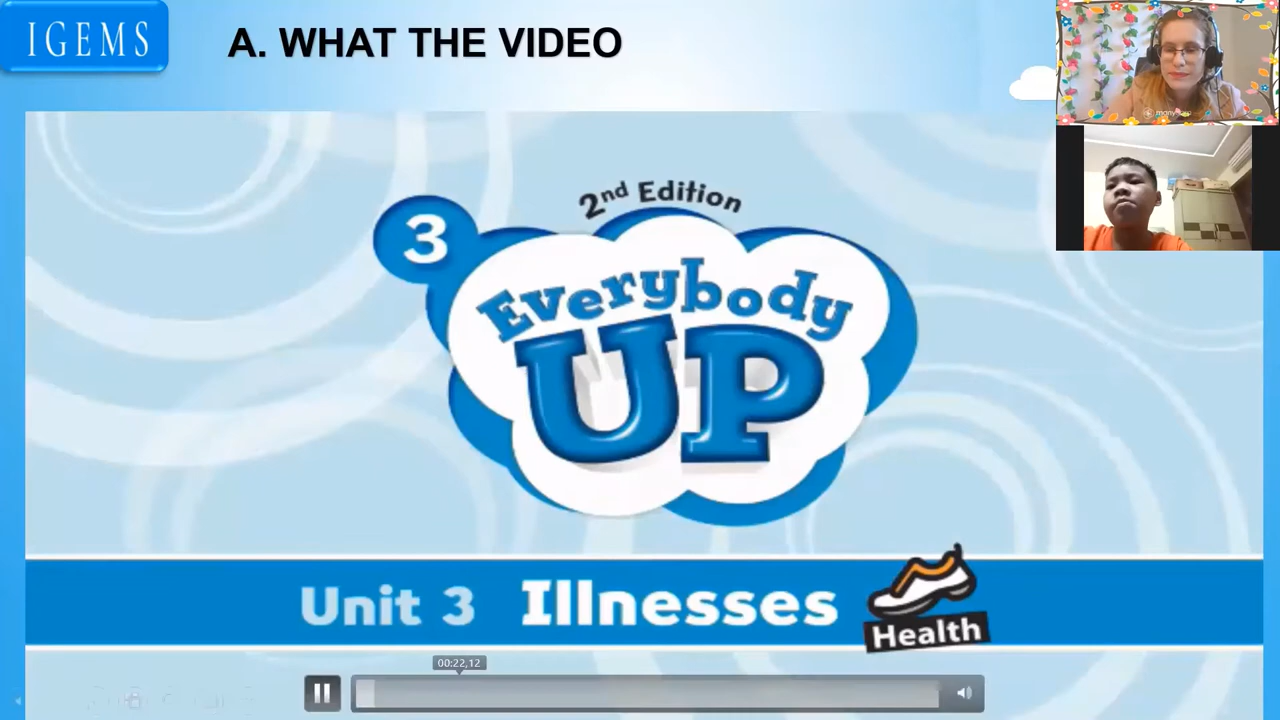 IGEMS
A. WHAT THE VIDEO
2nd Edition
3
Everybody
UP
Unit 3 Illnesses
Health
00:22,12